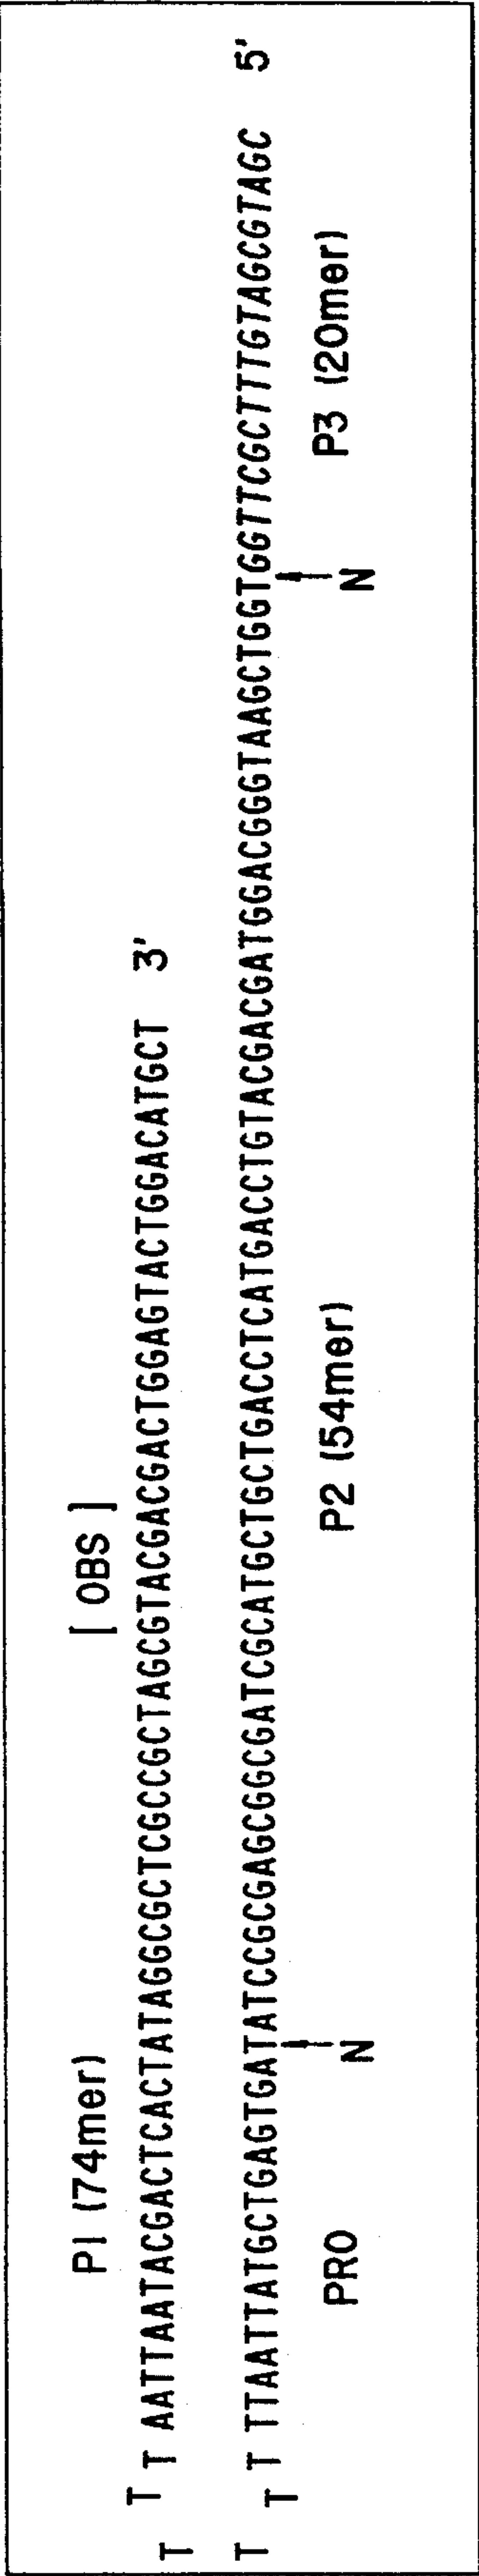 P1 (74mer) [ OBS ]
T
T T AATTAATACGACTCACTATAGGCGCTCGCCGCTAGCGTACGACGACTGGAGTACTGGACATGCT 3'
T T TTAATTATGCTGAGTGATATCCGCGAGCGGCGATCGCATGCTGCTGACCTCATGACCTGTACGACGATGGACGGGTAAGCTGGTGGTTCGCTTTGTAGCGTAGC 5'
T
N N
PRO P2 (54mer) P3 (20mer)